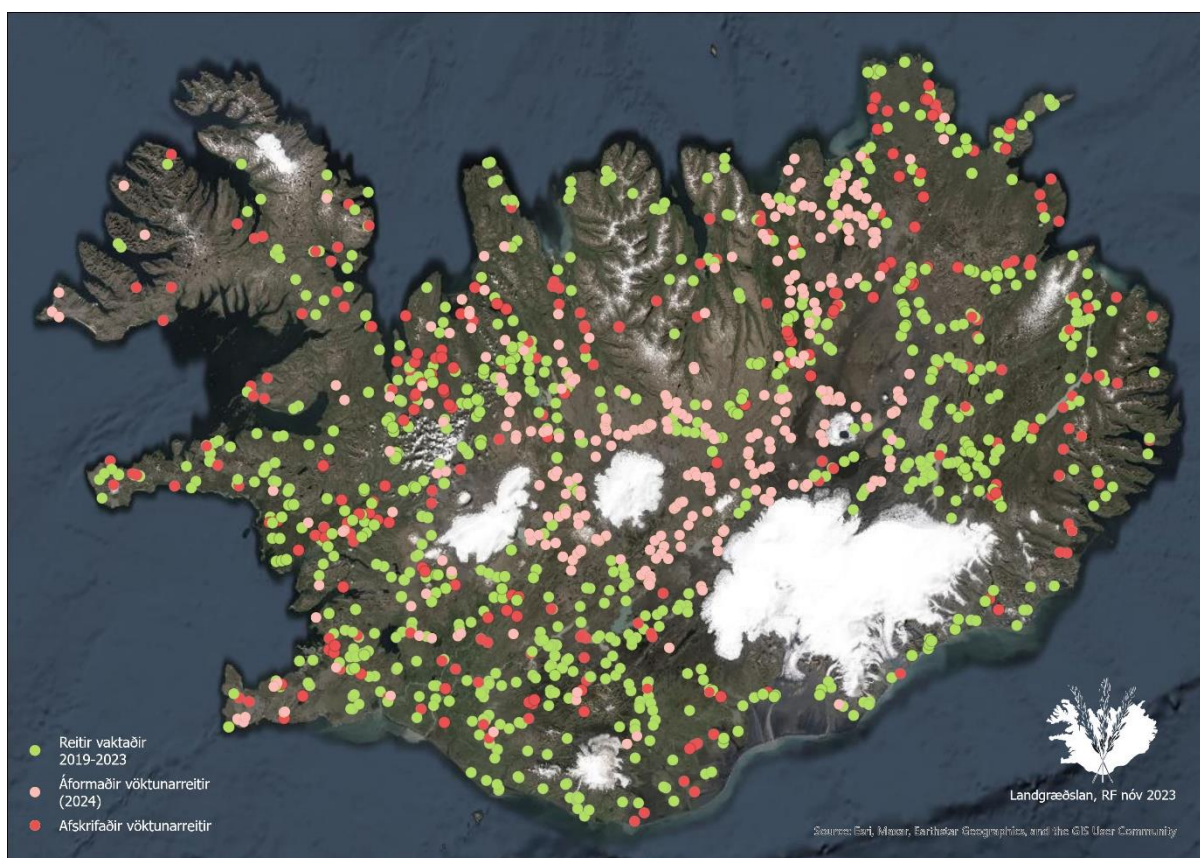 Reitir vaktaðir
2019-2023
Áformaðir vöktunarreitir
(2024)
Afskrifaðir vöktunarreitir
Landgræðslan, RF nóv 2023
Source: Esri, Maxar, Earthstar Geographics, and the GIS User Community